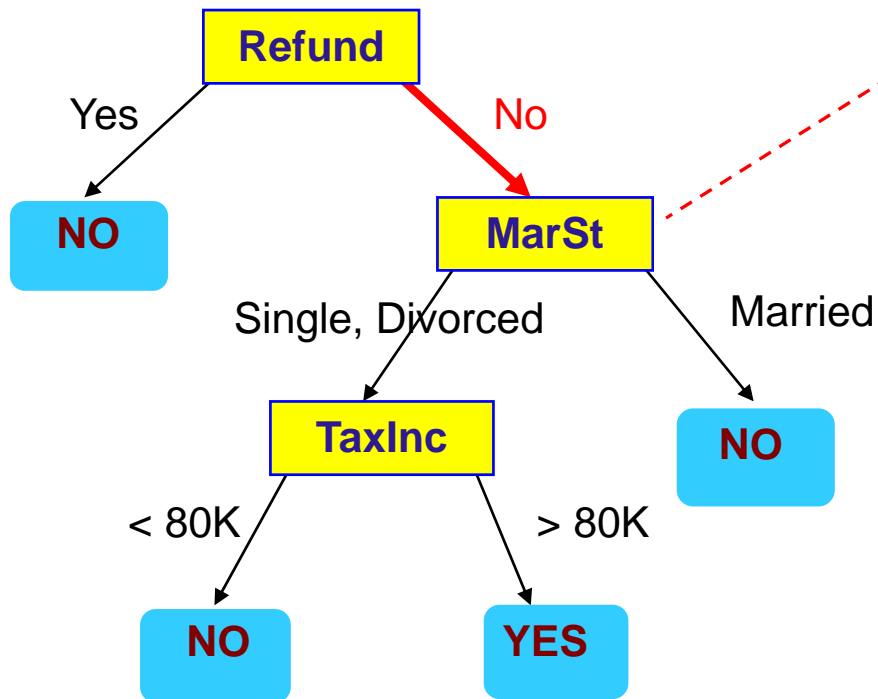 Refund
Yes
No
NO
MarSt
Single, Divorced
Married
TaxInc
NO
< 80K
> 80K
NO
YES